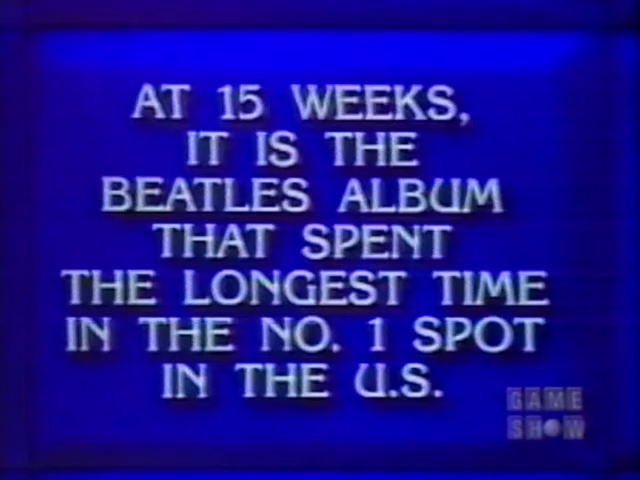 AT 15 WEEKS,
IT IS THE
BEATLES ALBUM
THAT SPENT
THE LONGEST TIME
IN THE NO. 1 SPOT
IN THE U.S.
GAME
SHOW